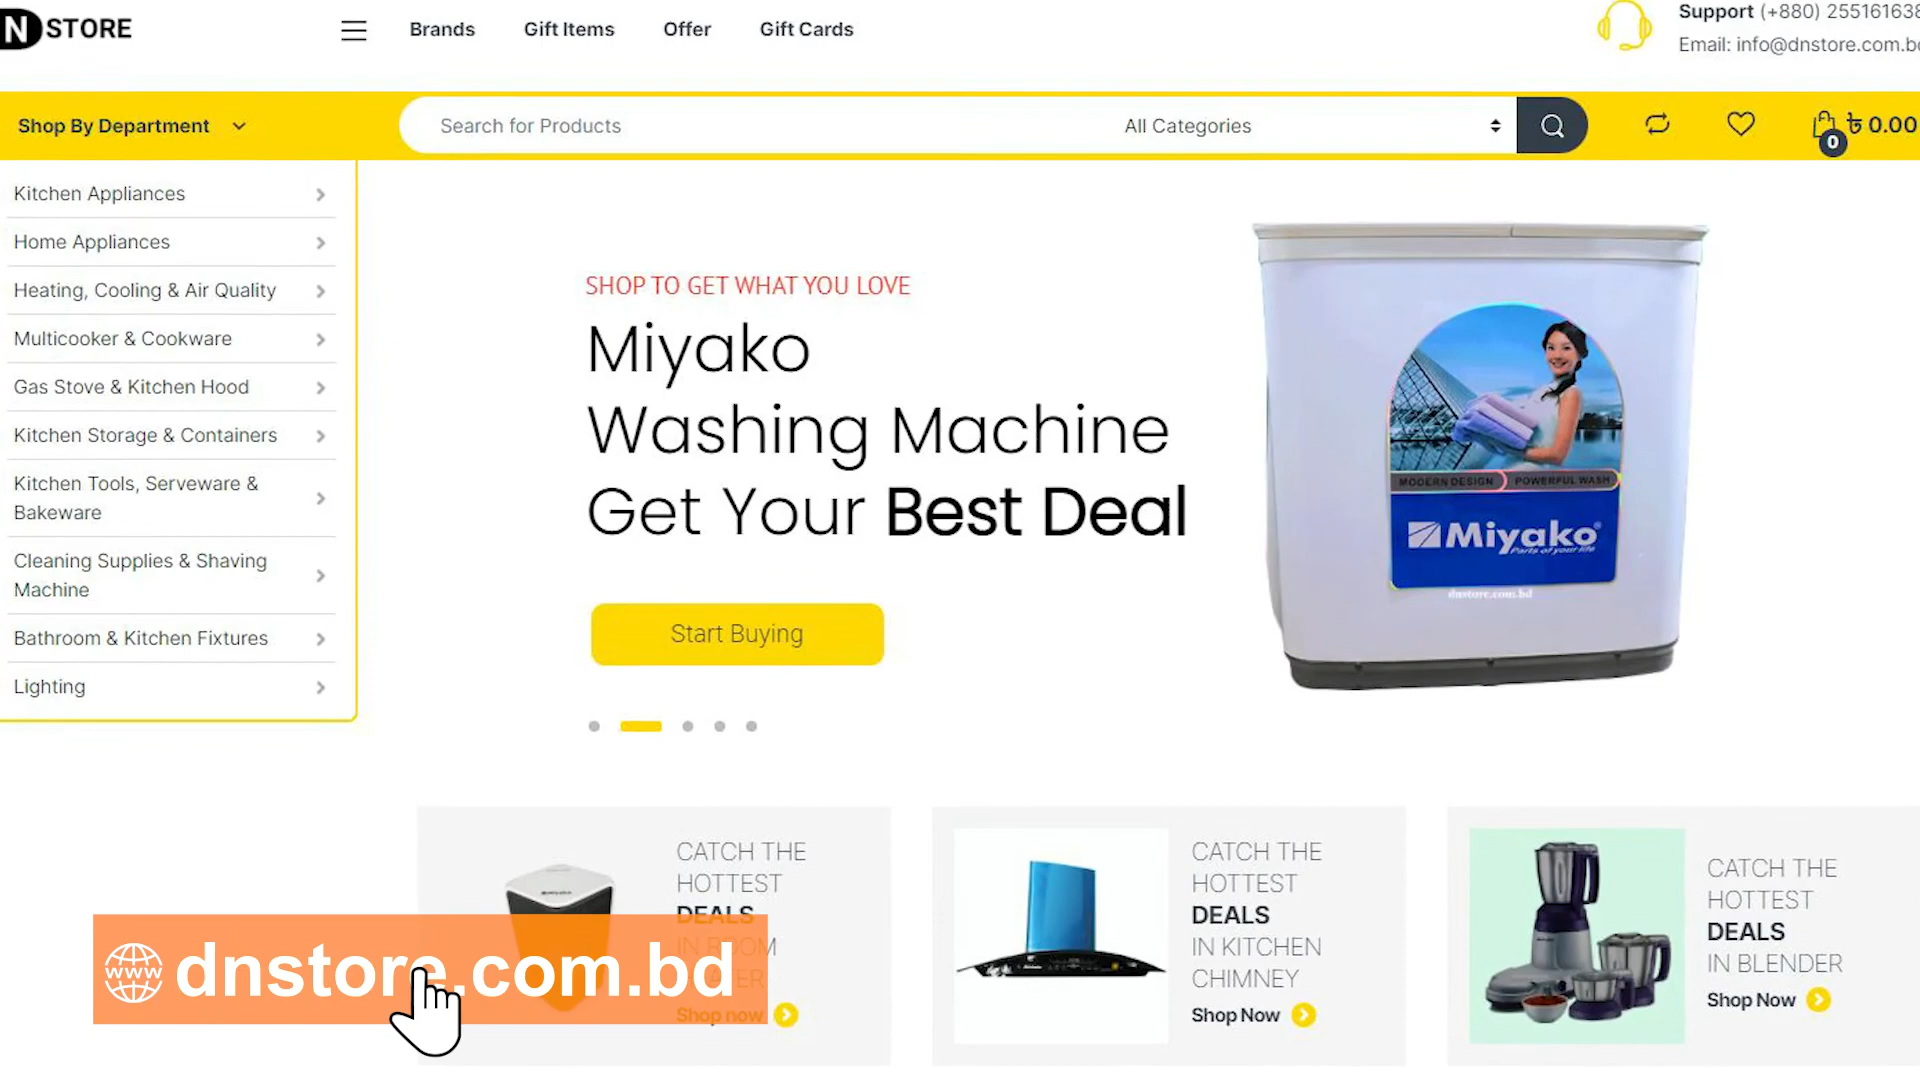 N STORE
Brands
Gift Items
Offer
Gift Cards
Support (+880) 255161638
Email: info@dnstore.com.bd
Shop By Department
Search for Products
All Categories
0
৳ 0.00
Kitchen Appliances
Home Appliances
Heating, Cooling & Air Quality
Multicooker & Cookware
Gas Stove & Kitchen Hood
Kitchen Storage & Containers
Kitchen Tools, Serveware &
Bakeware
Cleaning Supplies & Shaving
Machine
Bathroom & Kitchen Fixtures
Lighting
SHOP TO GET WHAT YOU LOVE
Miyako
Washing Machine
Get Your Best Deal
Start Buying
MODERN DESIGN POWERFUL WASH
Miyako®
Parts of your life
dnstore.com.bd
CATCH THE
HOTTEST
DEALS
IN ROOM
Shop now
CATCH THE
HOTTEST
DEALS
IN KITCHEN
CHIMNEY
Shop Now
CATCH THE
HOTTEST
DEALS
IN BLENDER
Shop Now
www dnstore.com.bd